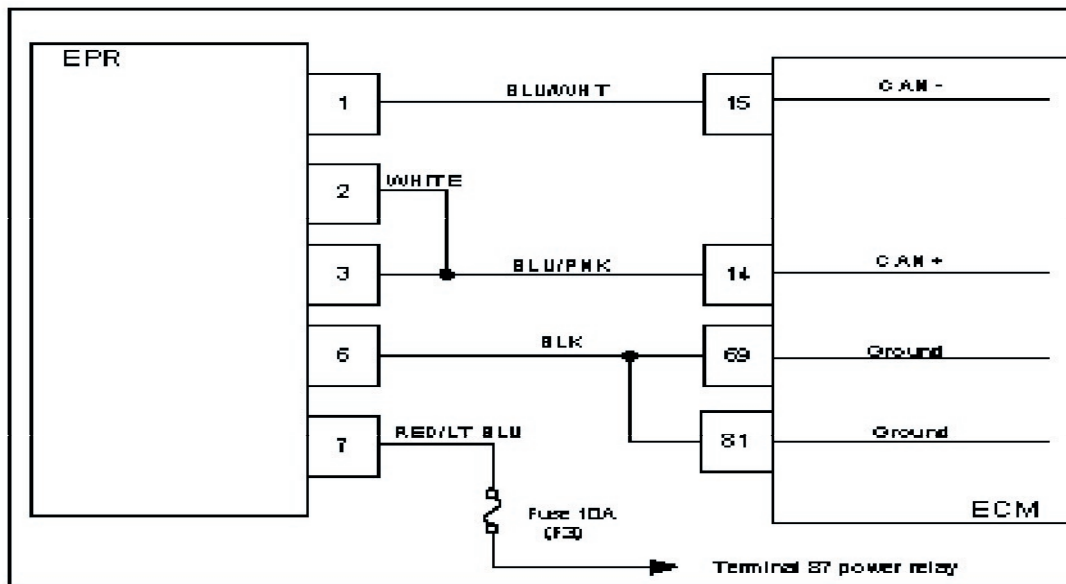 EPR
1
BLU/WHT
15
CAN -
2
WHITE
3
BLU/PNK
14
CAN +
6
BLK
69
Ground
7
RED/LT BLU
81
Ground
Fuse 10A
(F3)
ECM
Terminal 87 power relay